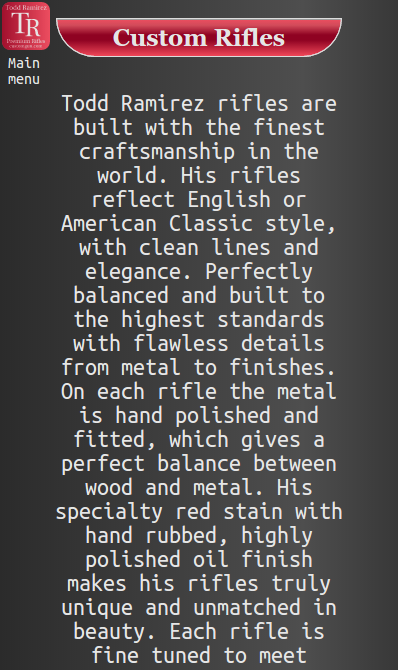 Todd Ramirez
TR
Premium Rifles
Main
menu
Custom Rifles
Todd Ramirez rifles are
built with the finest
craftsmanship in the
world. His rifles
reflect English or
American Classic style,
with clean lines and
elegance. Perfectly
balanced and built to
the highest standards
with flawless details
from metal to finishes.
On each rifle the metal
is hand polished and
fitted, which gives a
perfect balance between
wood and metal. His
specialty red stain with
hand rubbed, highly
polished oil finish
makes his rifles truly
unique and unmatched in
beauty. Each rifle is
fine tuned to meet